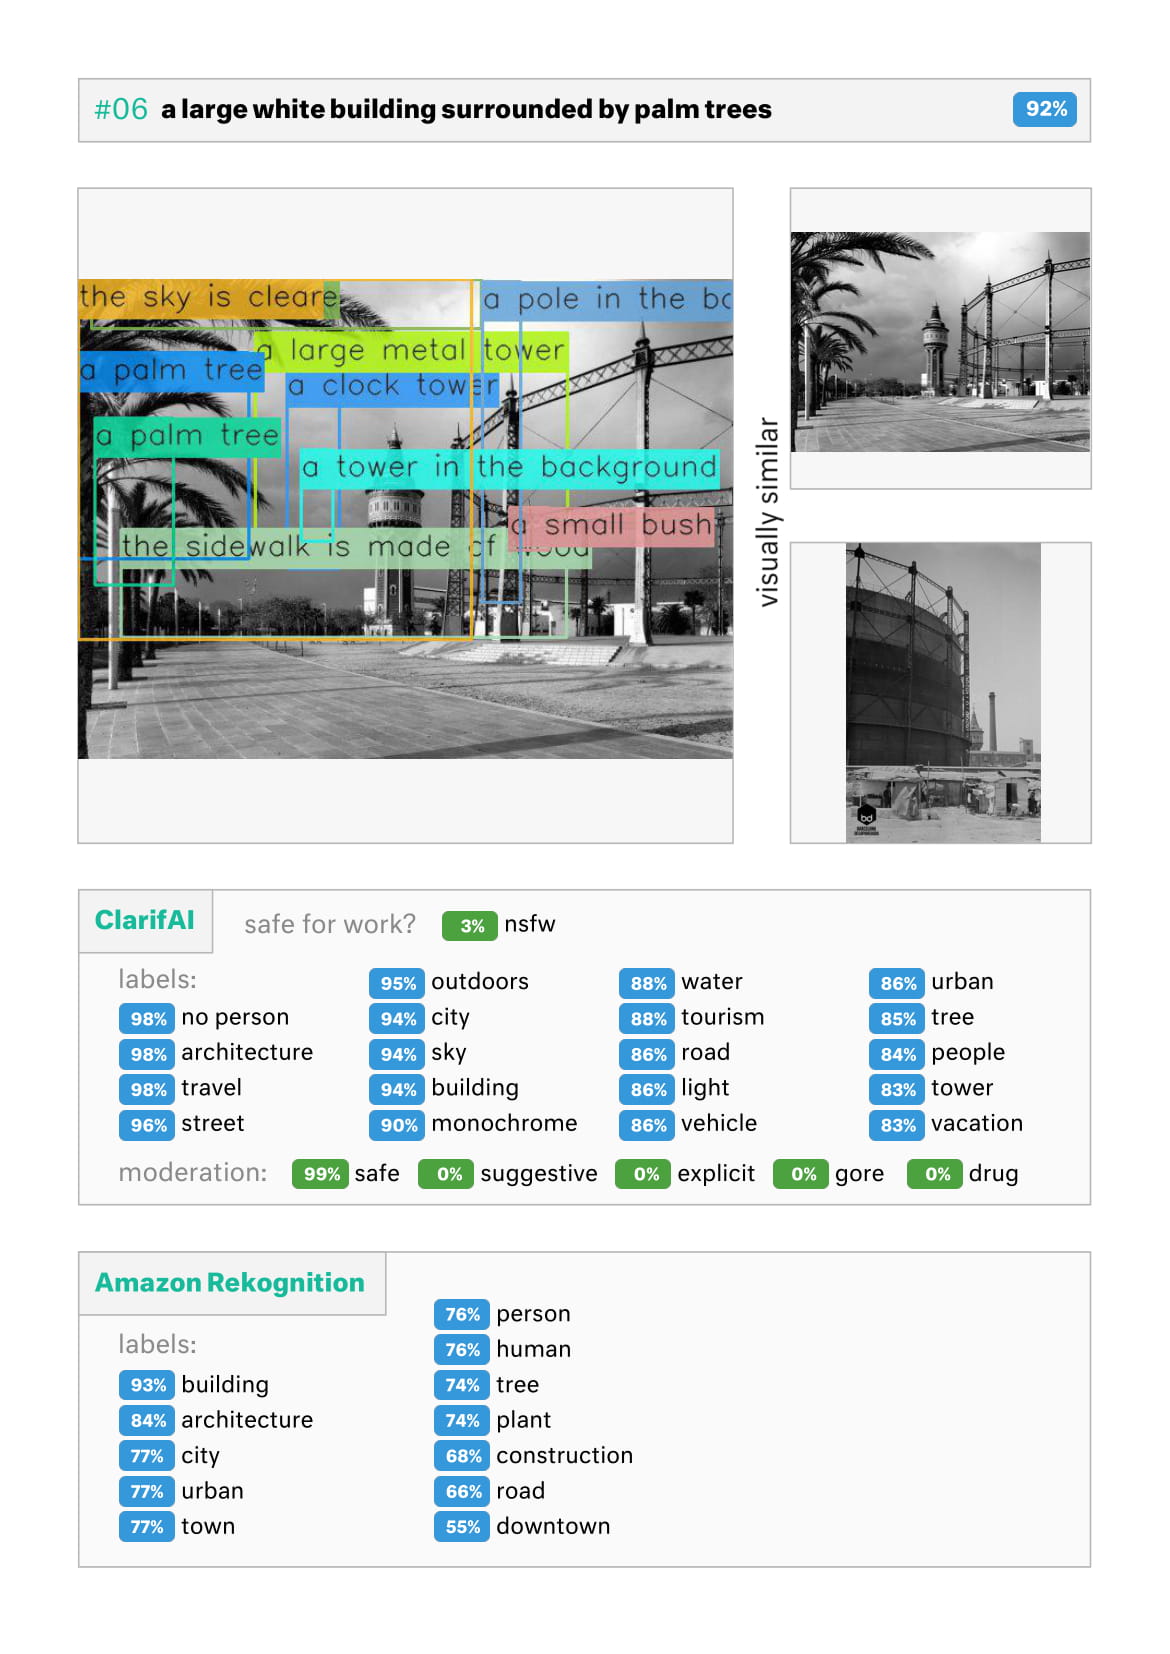 #06 a large white building surrounded by palm trees 92%
the sky is cleare
a pole in the bc
a large metal tower
a palm tree
a clock tower
a palm tree
a tower in the background
a small bush
the sidewalk is made of wood
visually similar
bd
ClarifAI
safe for work? 3% nsfw
labels:
98% no person
98% architecture
98% travel
96% street
95% outdoors
94% city
94% sky
94% building
90% monochrome
88% water
88% tourism
86% road
86% light
86% vehicle
86% urban
85% tree
84% people
83% tower
83% vacation
moderation: 99% safe 0% suggestive 0% explicit 0% gore 0% drug
Amazon Rekognition
labels:
93% building
84% architecture
77% city
77% urban
77% town
76% person
76% human
74% tree
74% plant
68% construction
66% road
55% downtown